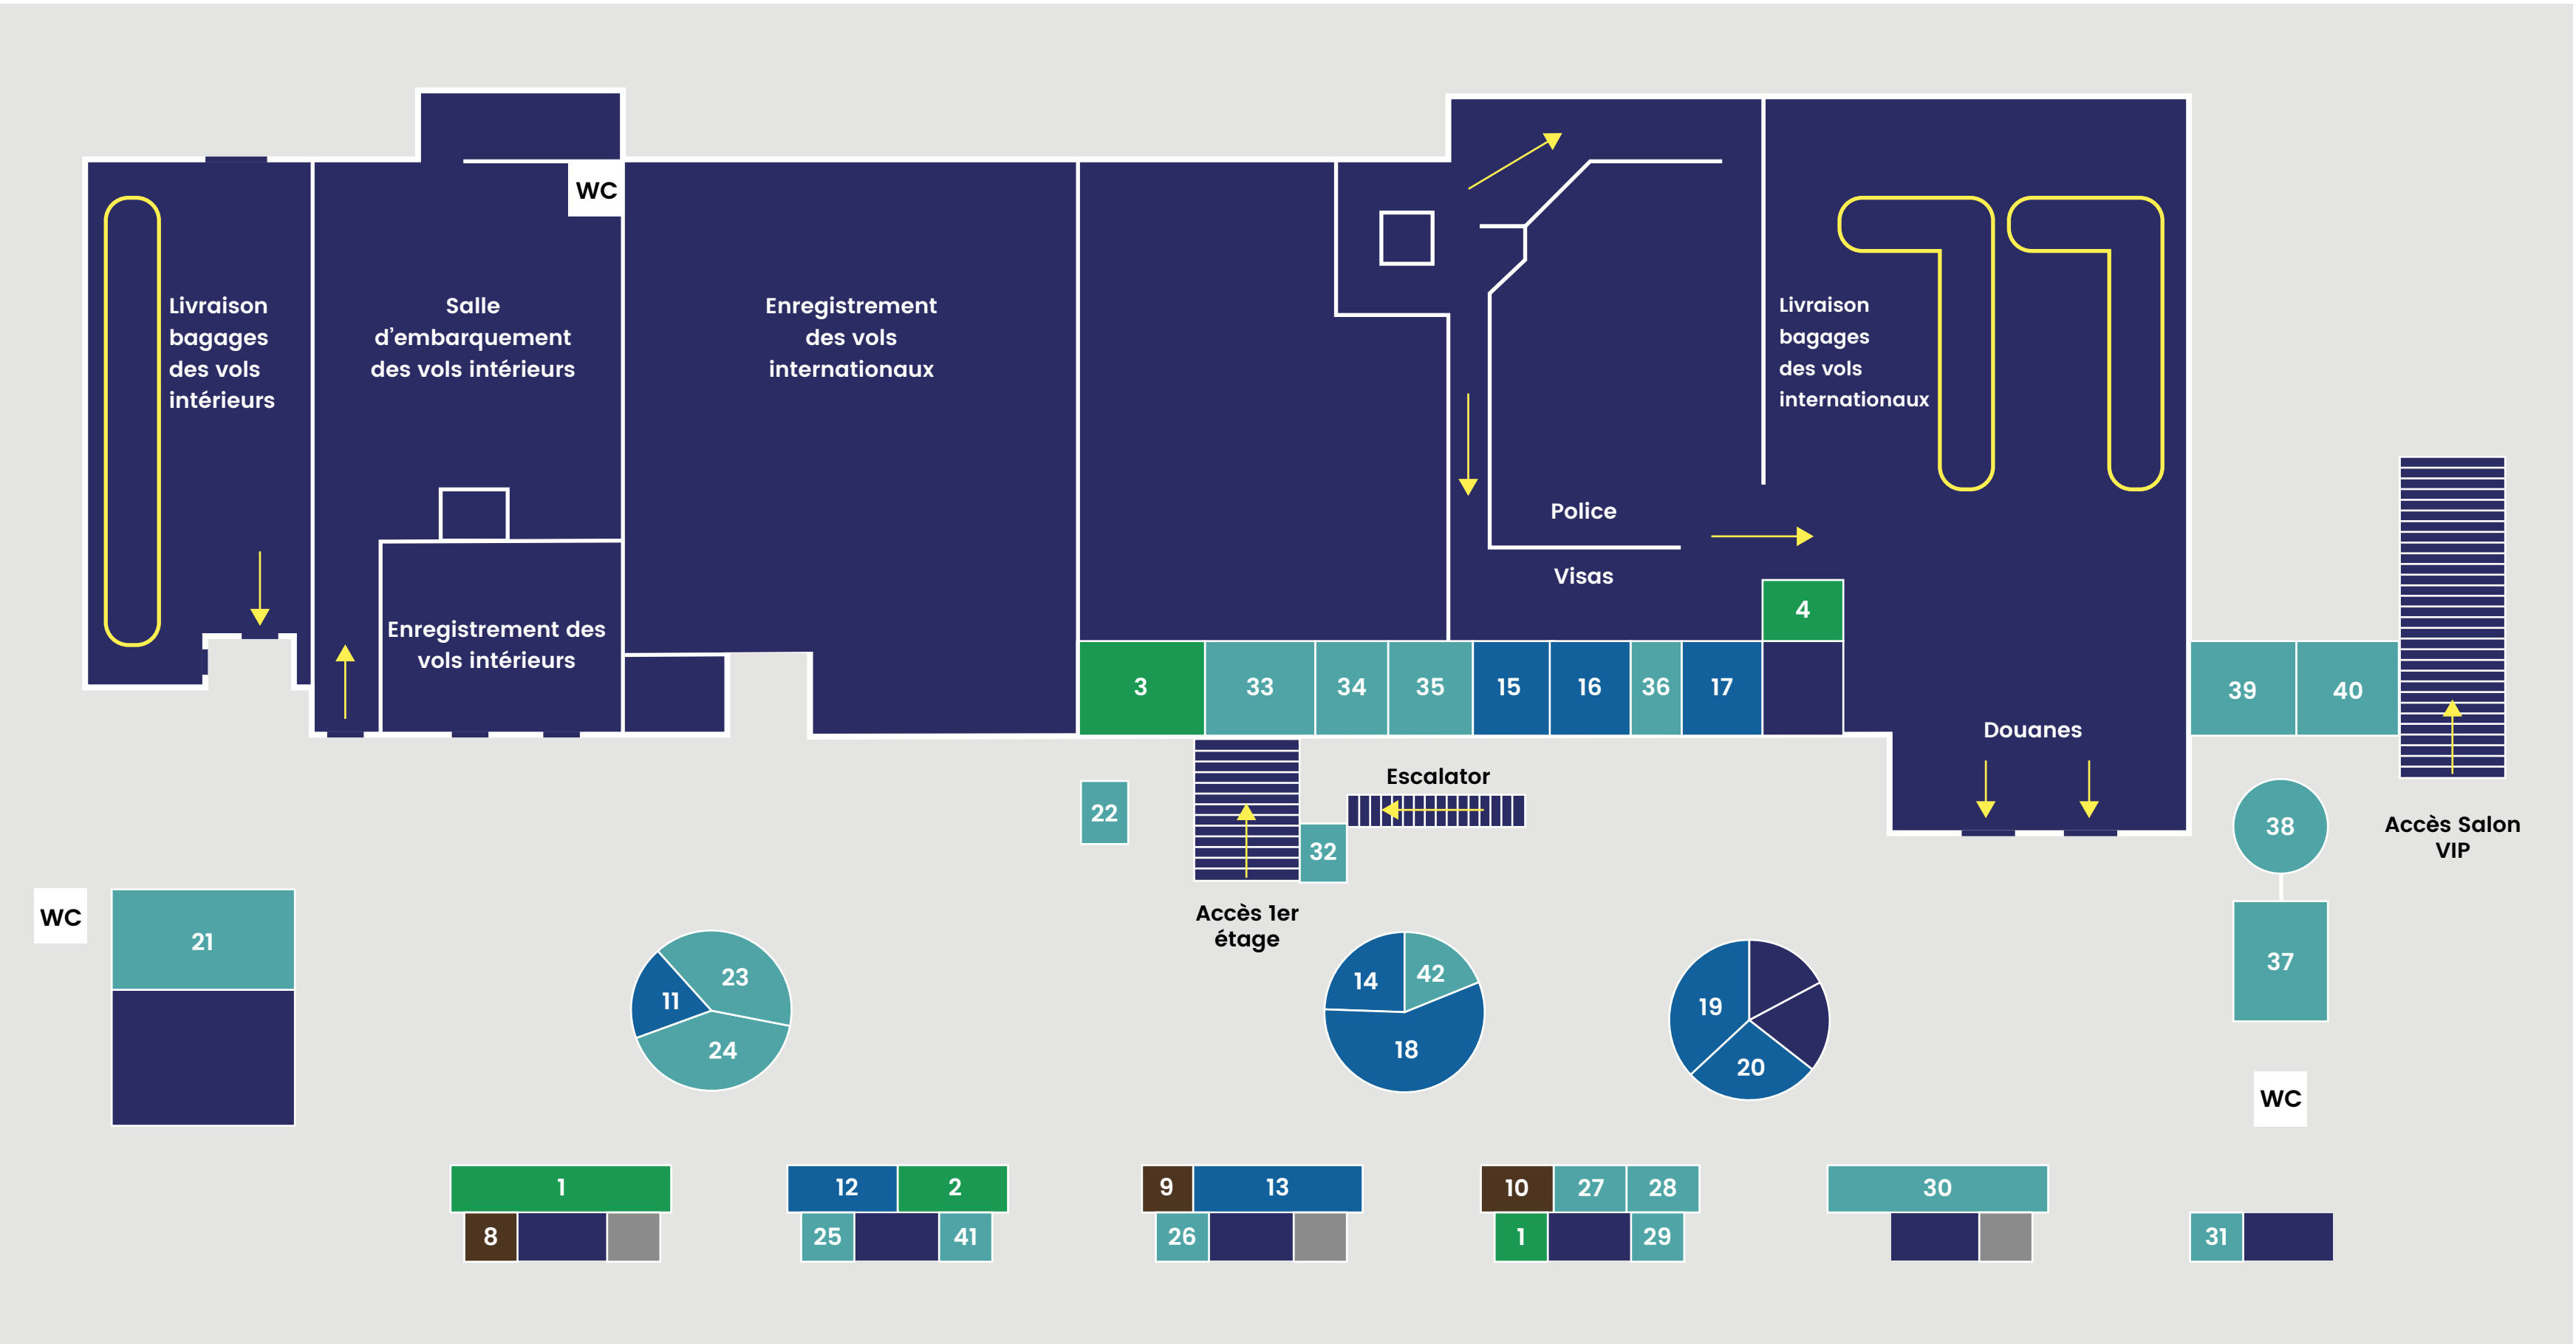 WC
Livraison
bagages
des vols
intérieurs
Salle
d'embarquement
des vols intérieurs
Enregistrement
des vols
internationaux
Livraison
bagages
des vols
internationaux
Police
Visas
Enregistrement des
vols intérieurs
4
3
33
34
35
15
16
36
17
39
40
Douanes
Escalator
22
32
38
Accès Salon
VIP
WC
21
Accès 1er
étage
23
11
24
14
42
18
19
20
37
WC
1
12
2
9
13
10
27
28
30
8
25
41
26
1
29
31